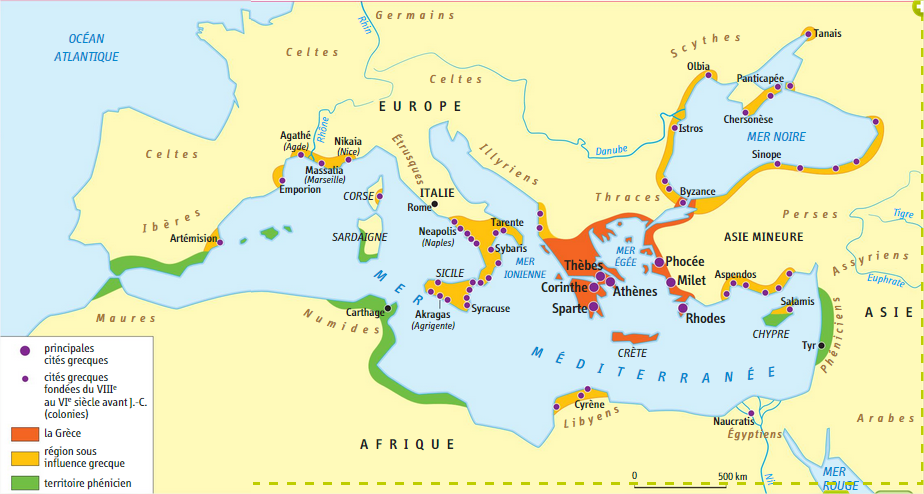 OCÉAN
ATLANTIQUE
Rhin
Germains
Celtes
Celtes
Scythes
Tanais
Olbia
Panticapée
EUROPE
Chersonèse
Istros
MER NOIRE
Agathé
(Agde)
Rhône
Nikaia
(Nice)
Massalia
(Marseille)
Emporion
Étrusques
Illyriens
Danube
Sinope
Celtes
CORSE
ITALIE
Rome
Thraces
Byzance
Perses
Tigre
Ibères
Artémision
SARDAIGNE
Neapolis
(Naples)
Tarente
Sybaris
MER
IONIENNE
MER
ÉGÉE
ASIE MINEURE
Assyriens
Euphrate
Thèbes
Phocée
Corinthe
Athènes
Milet
Aspendos
SICILE
Sparte
Rhodes
Salamis
CHYPRE
ASIE
Maures
Numides
Carthage
Akragas
(Agrigente)
Syracuse
CRÈTE
Tyr
Phéniciens
MER MÉDITERRANÉE
Cyrène
Libyens
Naucratis
Égyptiens
Arabes
AFRIQUE
Nil
MER
ROUGE
0 500 km
principales
cités grecques
cités grecques
fondées du VIIIe
au VIe siècle avant J.-C.
(colonies)
la Grèce
région sous
influence grecque
territoire phénicien